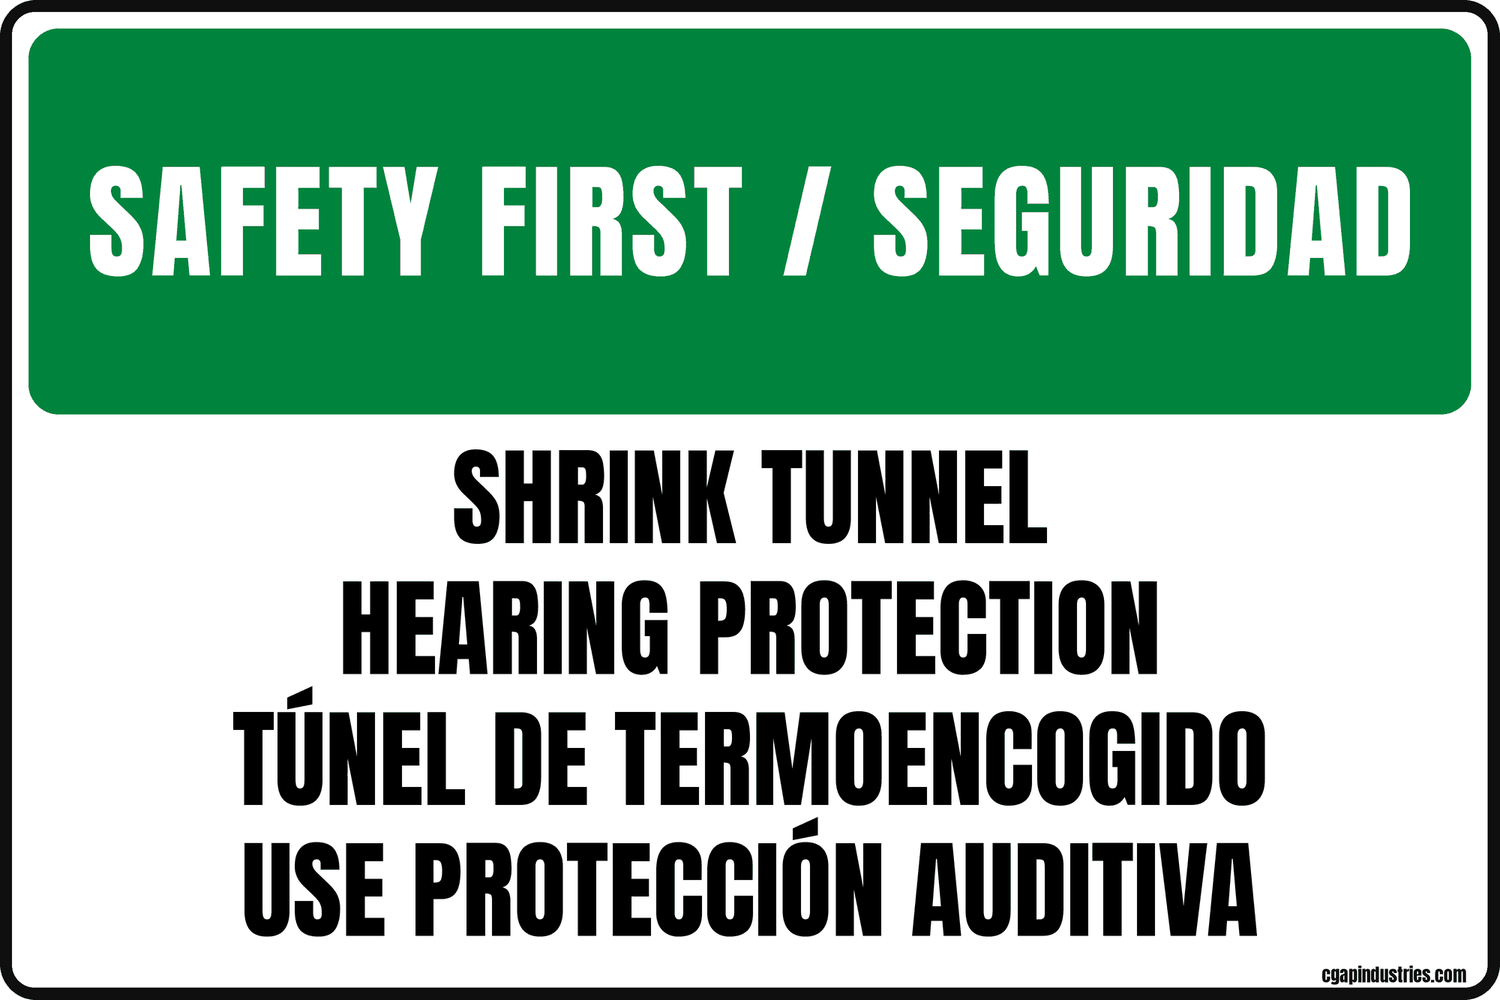 SAFETY FIRST / SEGURIDAD
SHRINK TUNNEL
HEARING PROTECTION
TÚNEL DE TERMOENCOGIDO
USE PROTECCIÓN AUDITIVA
cgapindustries.com